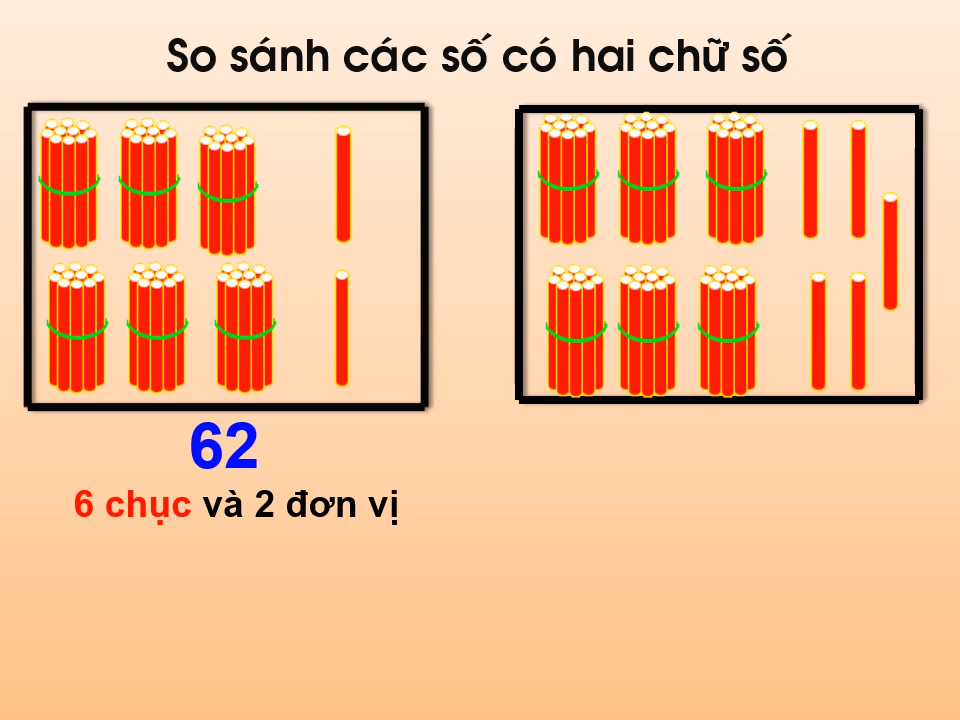 So sánh các số có hai chữ số
62
6 chục và 2 đơn vị